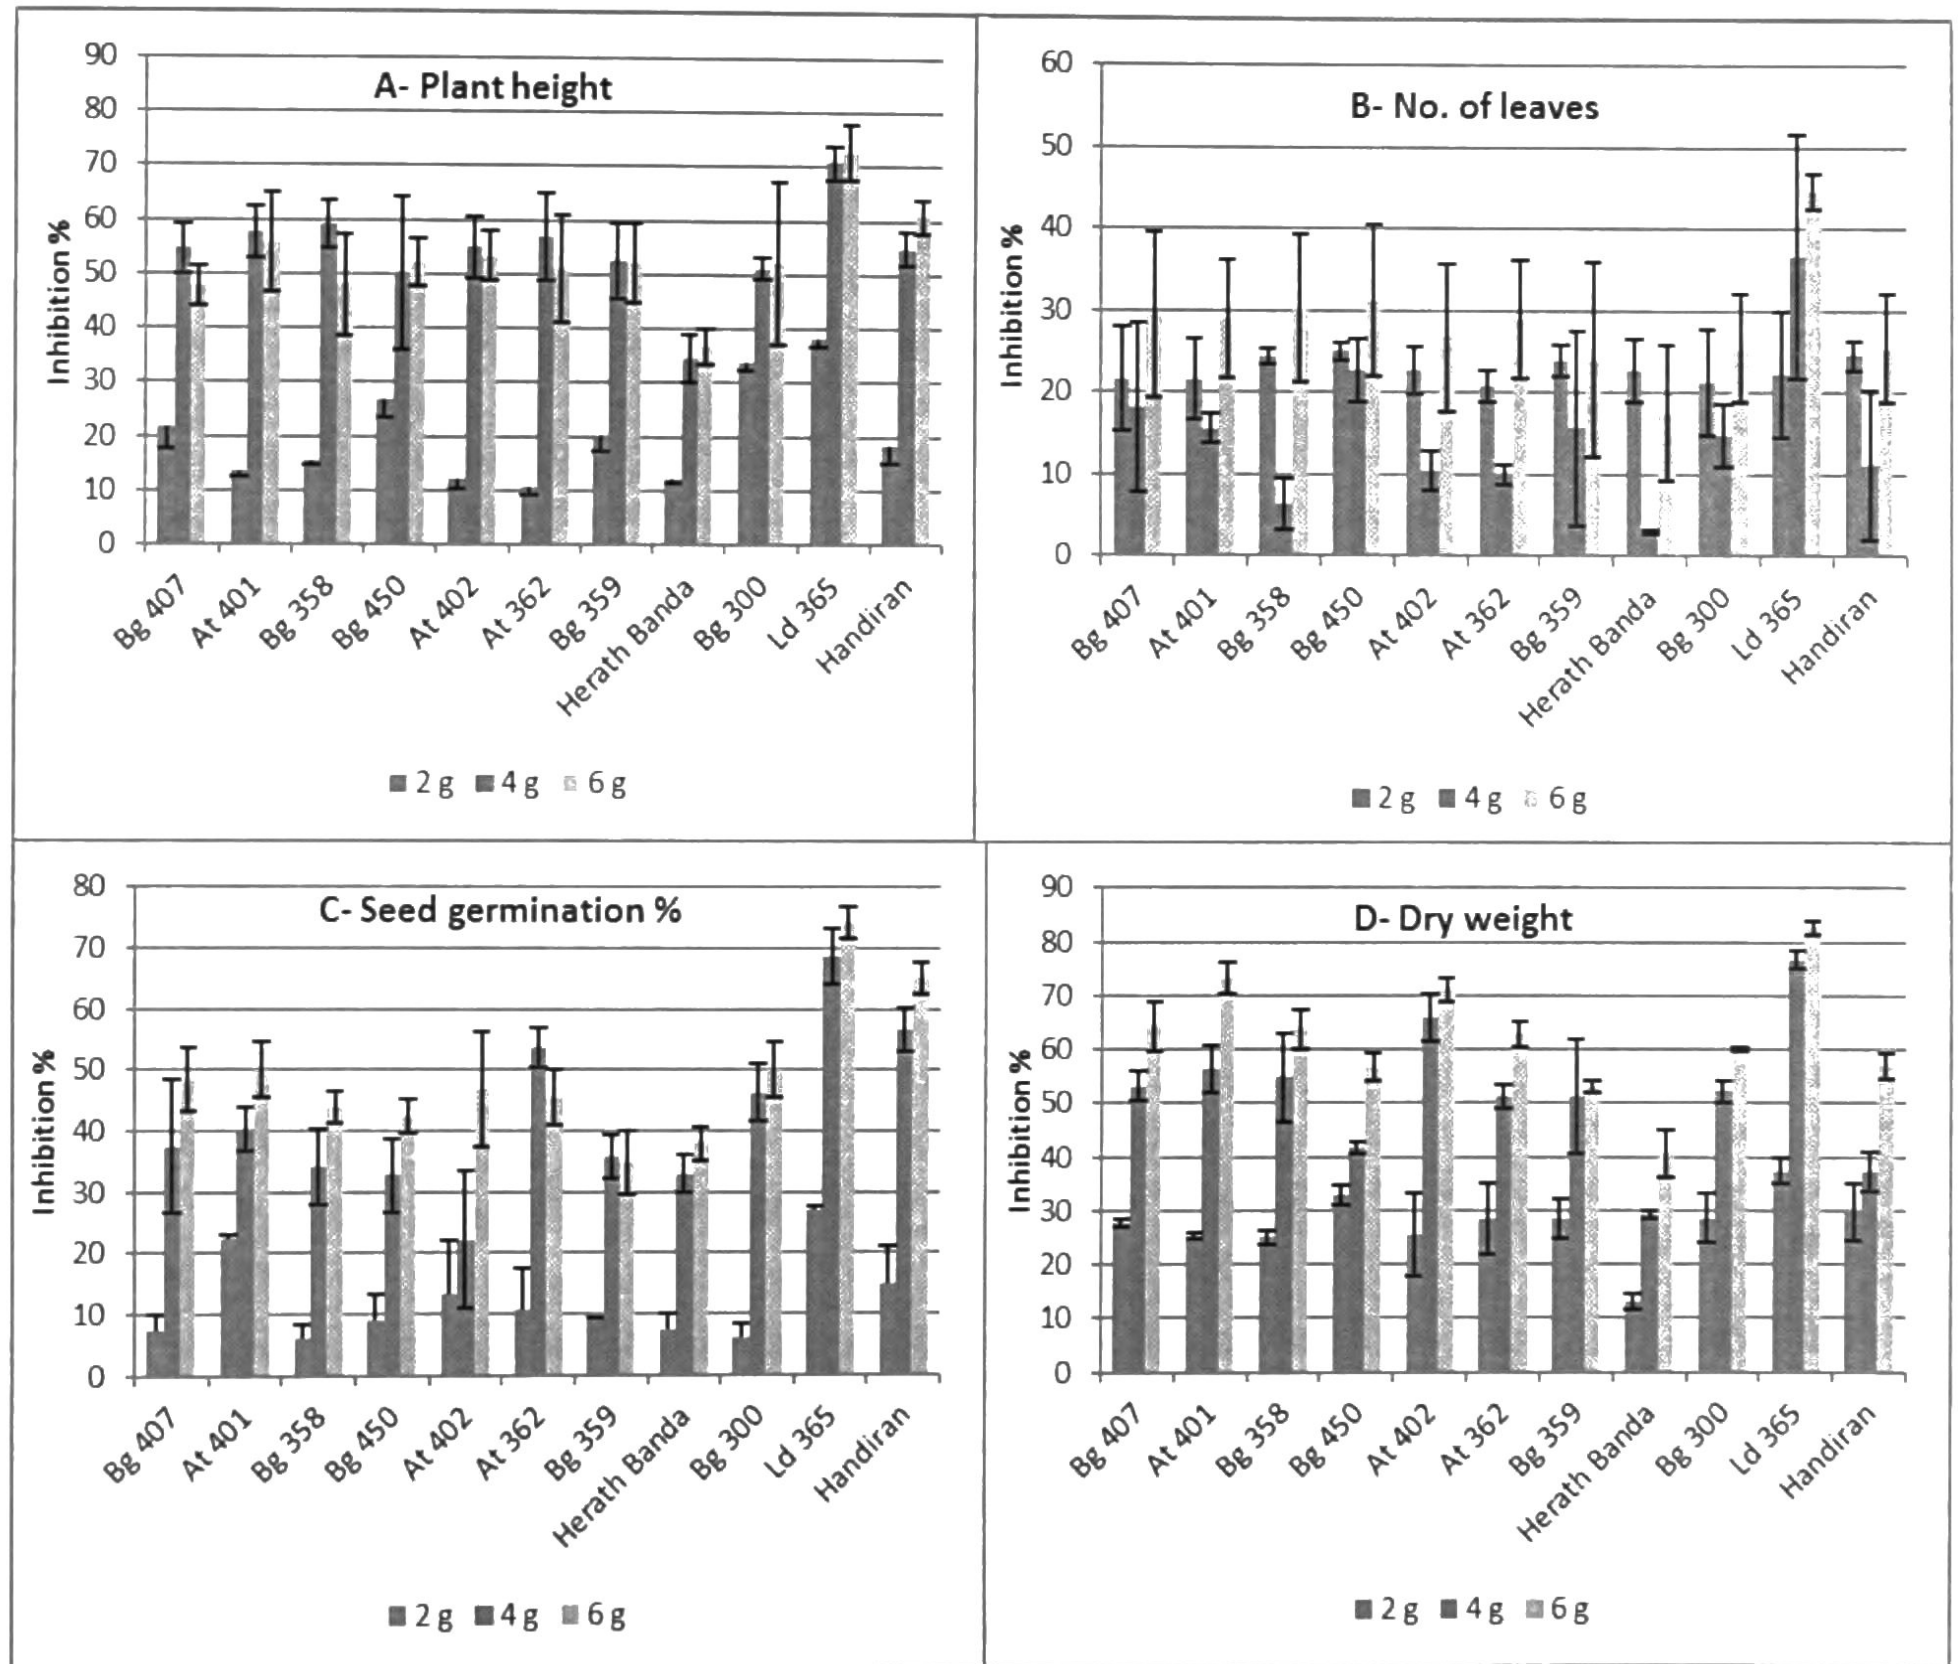 A- Plant height
Inhibition %
90
80
70
60
50
40
30
20
10
0
Bg 407
At 401
Bg 358
Bg 450
At 402
At 362
Bg 359
Herath Banda
Bg 300
Ld 365
Handiran
2 g 4 g 6 g
B- No. of leaves
Inhibition %
60
50
40
30
20
10
0
Bg 407
At 401
Bg 358
Bg 450
At 402
At 362
Bg 359
Herath Banda
Bg 300
Ld 365
Handiran
2 g 4 g 6 g
C- Seed germination %
Inhibition %
80
70
60
50
40
30
20
10
0
Bg 407
At 401
Bg 358
Bg 450
At 402
At 362
Bg 359
Herath Banda
Bg 300
Ld 365
Handiran
2 g 4 g 6 g
D- Dry weight
Inhibition %
90
80
70
60
50
40
30
20
10
0
Bg 407
At 401
Bg 358
Bg 450
At 402
At 362
Bg 359
Herath Banda
Bg 300
Ld 365
Handiran
2 g 4 g 6 g